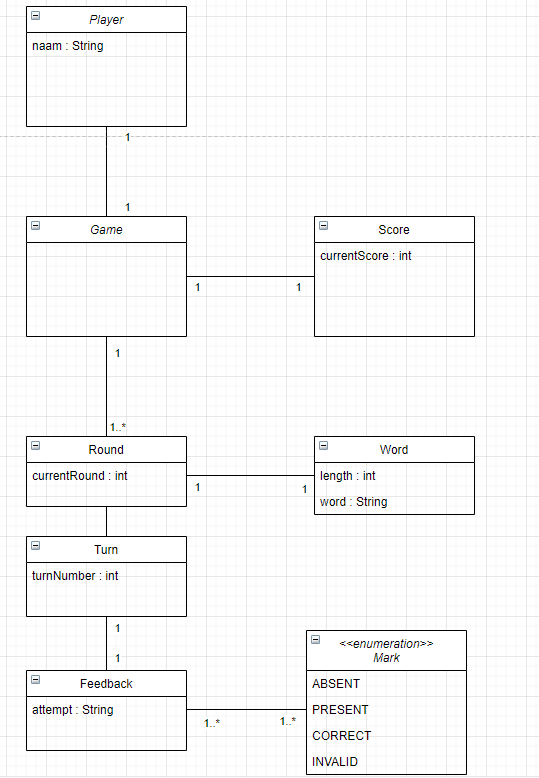 Player
naam : String
1
1
Game
Score
currentScore : int
1
1
1
1..*
Round
Word
currentRound : int
length : int
1
1
word : String
Turn
turnNumber : int
1
1
Feedback
attempt : String
1..*
1..*
<<enumeration>>
Mark
ABSENT
PRESENT
CORRECT
INVALID